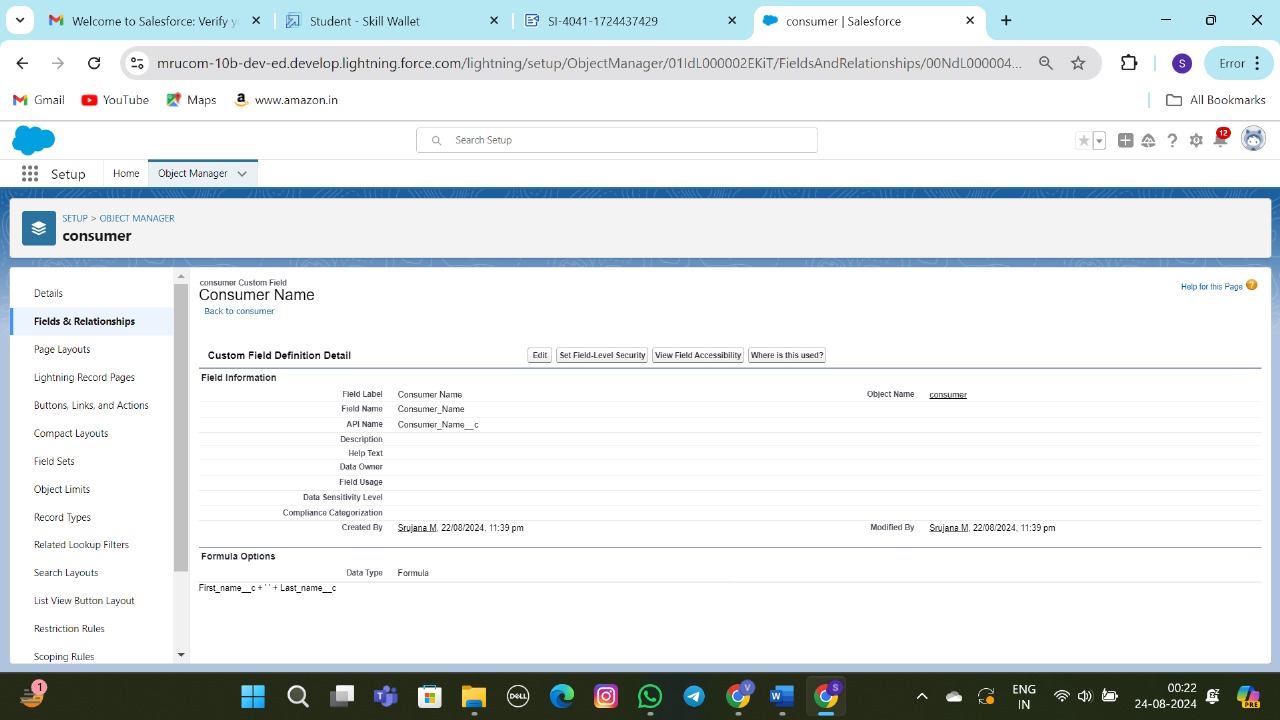 Welcome to Salesforce: Verify y
Student - Skill Wallet
SI-4041-1724437429
consumer | Salesforce
mrucom-10b-dev-ed.develop.lightning.force.com/lightning/setup/ObjectManager/01IdL000002EKiT/FieldsAndRelationships/00NdL000004...
S
Error
Gmail
YouTube
Maps
a
www.amazon.in
All Bookmarks
Search Setup
12
Setup
Home
Object Manager
SETUP > OBJECT MANAGER
consumer
Details
Fields & Relationships
Page Layouts
Lightning Record Pages
Buttons, Links, and Actions
Compact Layouts
Field Sets
Object Limits
Record Types
Related Lookup Filters
Search Layouts
List View Button Layout
Restriction Rules
Scoping Rules
consumer Custom Field
Consumer Name
Back to consumer
Help for this Page
Custom Field Definition Detail
Edit
Set Field-Level Security
View Field Accessibility
Where is this used?
Field Information
Field Label Consumer Name Object Name consumer
Field Name Consumer_Name
API Name Consumer_Name__c
Description
Help Text
Data Owner
Field Usage
Data Sensitivity Level
Compliance Categorization
Created By Srujana M, 22/08/2024, 11:39 pm Modified By Srujana M, 22/08/2024, 11:39 pm
Formula Options
Data Type Formula
First_name__c + ' ' + Last_name__c
1
DELL
V
W
S
ENG
IN
00:22
24-08-2024
PRE